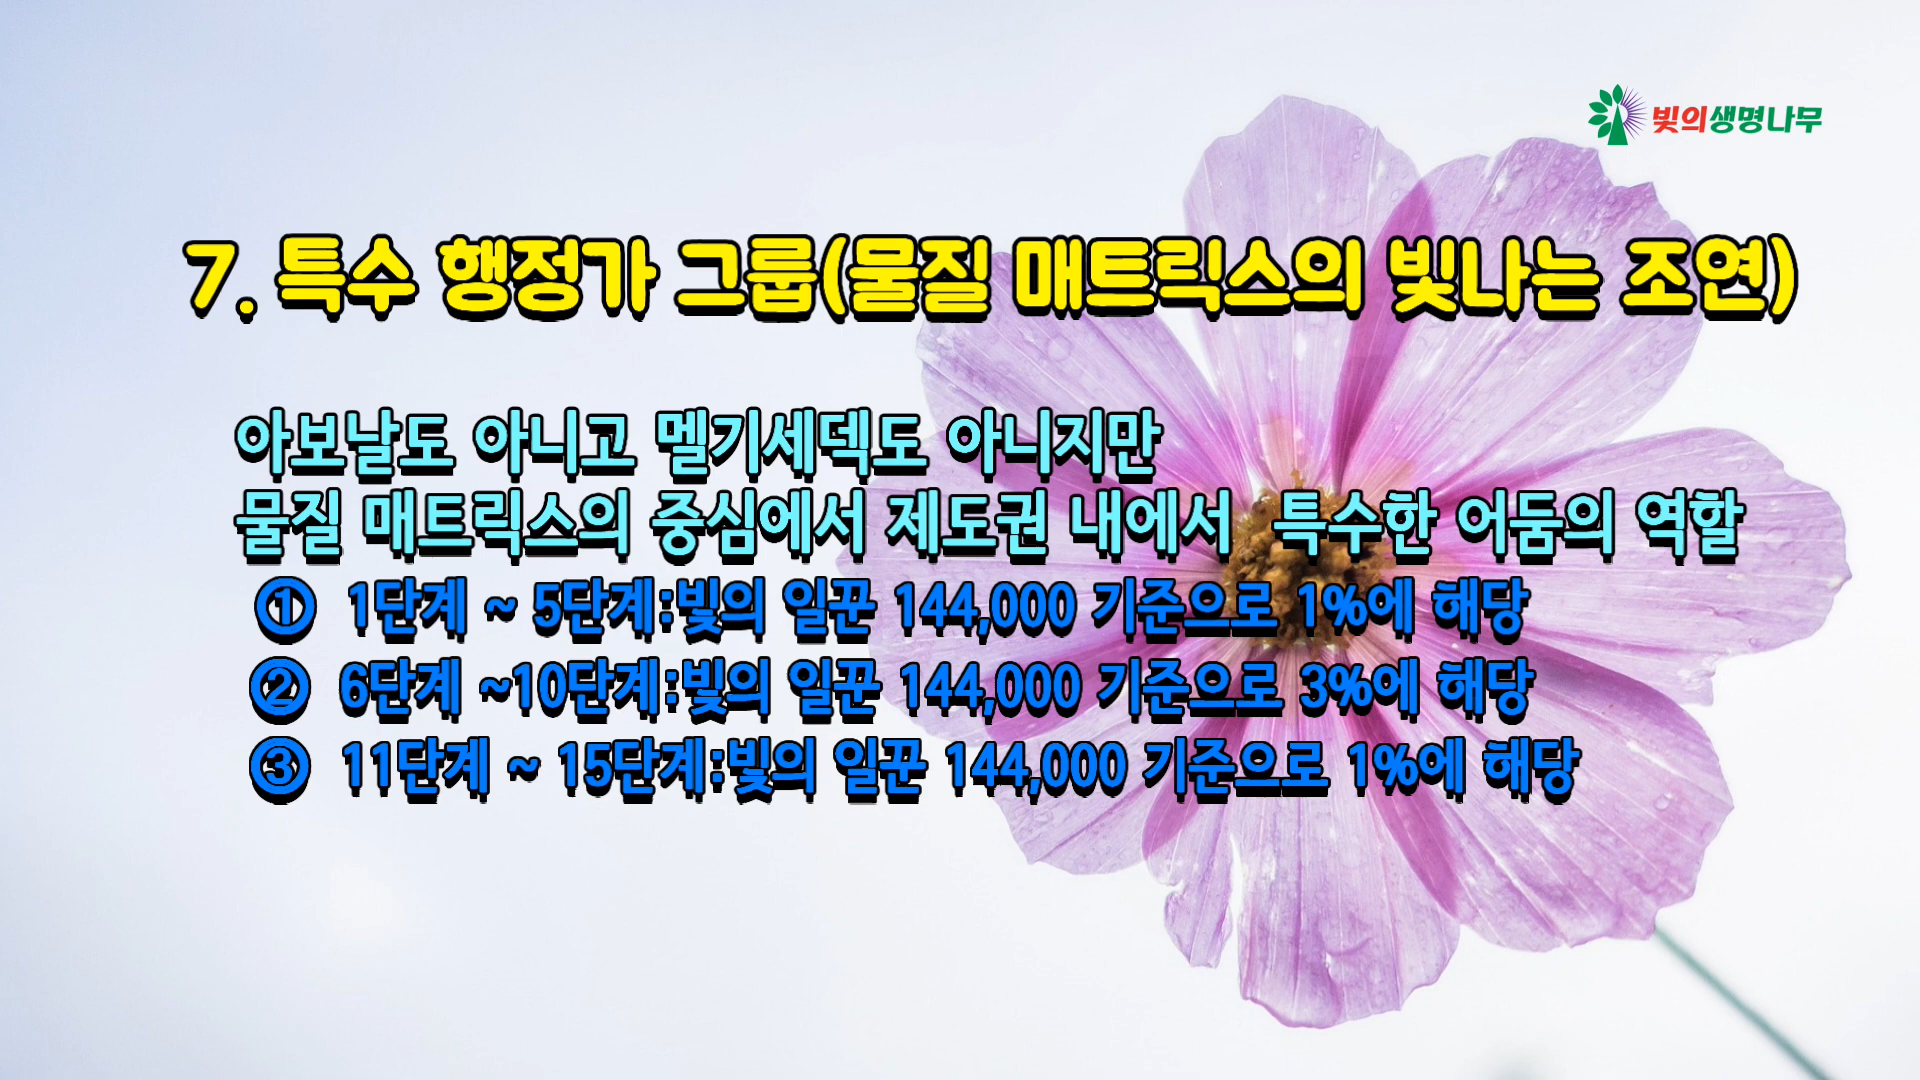 빛의생명나무
7. 특수 행정가 그룹(물질 매트릭스의 빛나는 조연)
아보날도 아니고 멜기세덱도 아니지만
물질 매트릭스의 중심에서 제도권 내에서 특수한 어둠의 역할
① 1단계 ~ 5단계:빛의 일꾼 144,000 기준으로 1%에 해당
② 6단계 ~10단계:빛의 일꾼 144,000 기준으로 3%에 해당
③ 11단계 ~ 15단계:빛의 일꾼 144,000 기준으로 1%에 해당